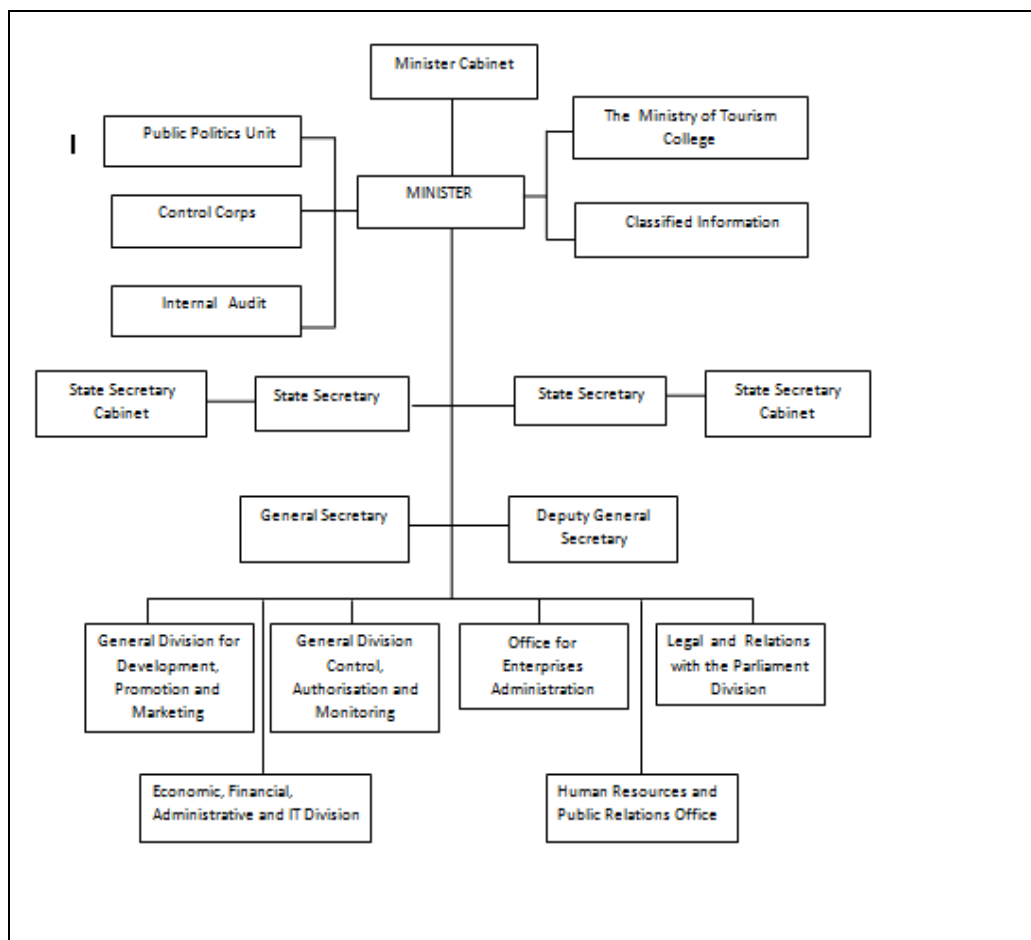 Minister Cabinet
The Ministry of Tourism
College
Public Politics Unit
I
MINISTER
Control Corps
Classified Information
Internal Audit
State Secretary
Cabinet
State Secretary
State Secretary
State Secretary
Cabinet
General Secretary
Deputy General
Secretary
General Division for
Development,
Promotion and
Marketing
General Division
Control,
Authorisation and
Monitoring
Office for
Enterprises
Administration
Legal and Relations
with the Parliament
Division
Economic, Financial,
Administrative and IT Division
Human Resources and
Public Relations Office